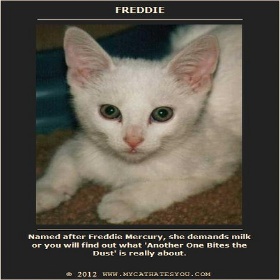 FREDDIE
Named after Freddie Mercury, she demands milk
or you will find out what 'Another One Bites the
Dust' is really about.
© 2012 WWW.MYCATHATESYOU.COM